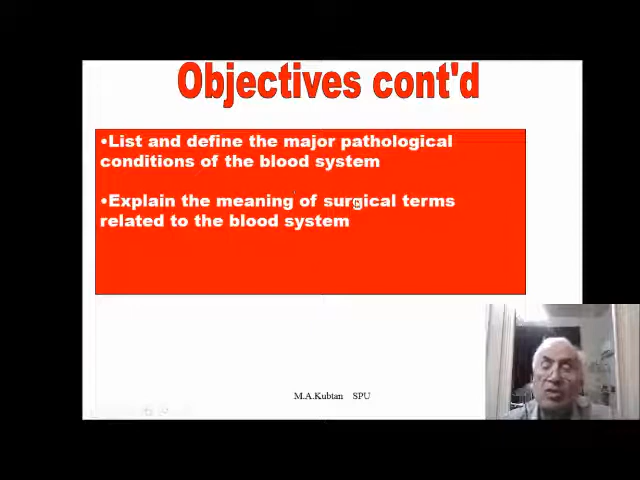 Objectives cont'd
•List and define the major pathological
conditions of the blood system
•Explain the meaning of surgical terms
related to the blood system
M.A.Kubtan SPU